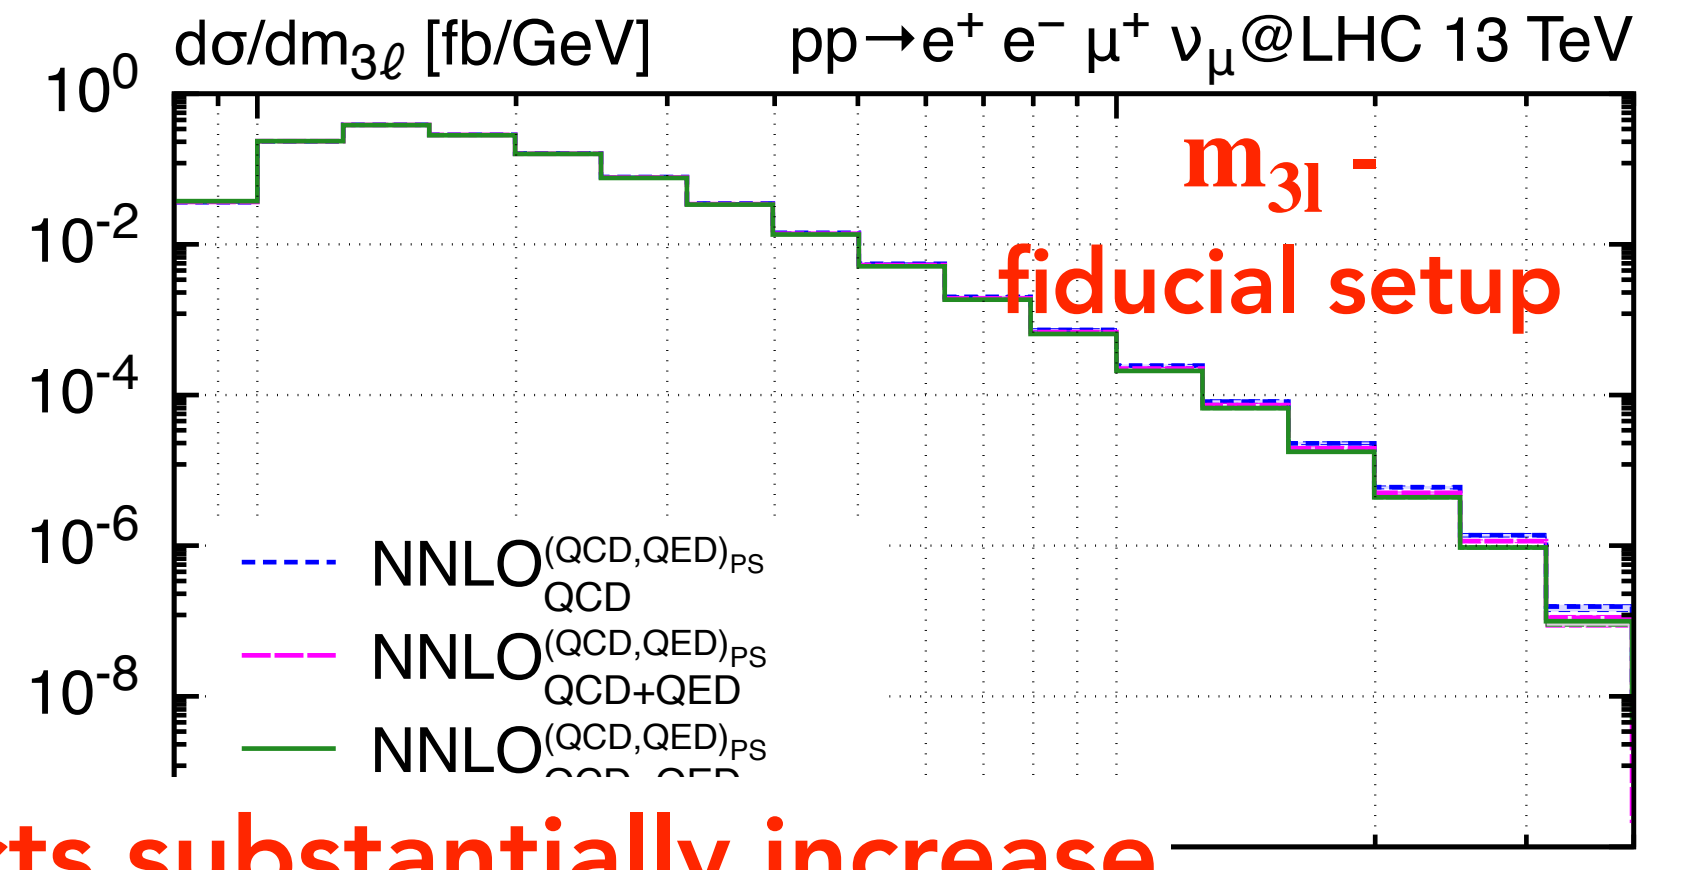 dσ/dm3ℓ [fb/GeV] pp→e+ e− μ+ νμ@LHC 13 TeV
10^0
m3l -
10^-2
fiducial setup
10^-4
10^-6
NNLO(QCD,QED)PS QCD
NNLO(QCD,QED)PS QCD+QED
10^-8
NNLO(QCD,QED)PS
substantially increase